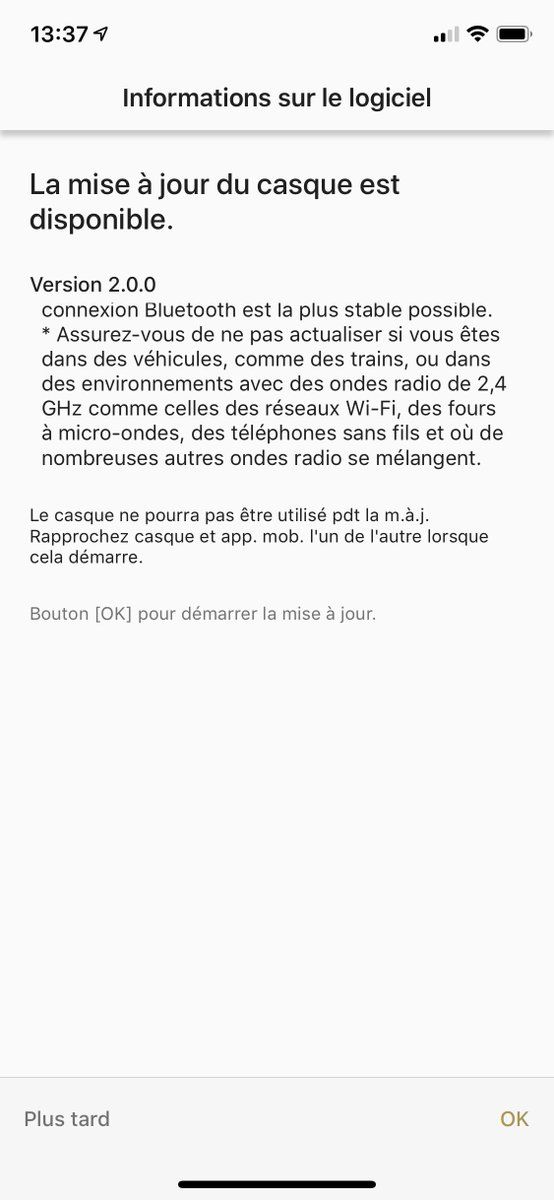 13:37
Informations sur le logiciel
La mise à jour du casque est
disponible.
Version 2.0.0
connexion Bluetooth est la plus stable possible.
* Assurez-vous de ne pas actualiser si vous êtes
dans des véhicules, comme des trains, ou dans
des environnements avec des ondes radio de 2,4
GHz comme celles des réseaux Wi-Fi, des fours
à micro-ondes, des téléphones sans fils et où de
nombreuses autres ondes radio se mélangent.
Le casque ne pourra pas être utilisé pdt la m.à.j.
Rapprochez casque et app. mob. l'un de l'autre lorsque
cela démarre.
Bouton [OK] pour démarrer la mise à jour.
Plus tard
OK